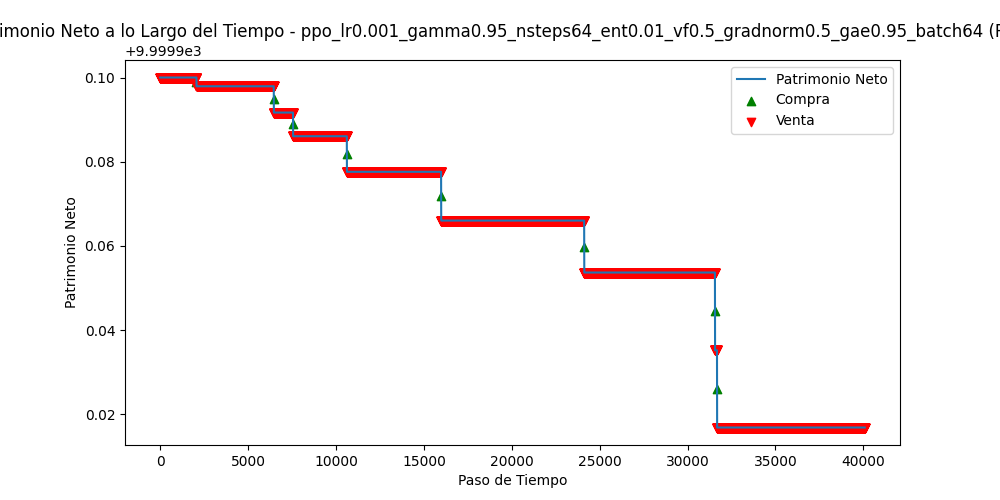 imonio Neto a lo Largo del Tiempo - ppo_lr0.001_gamma0.95_nsteps64_ent0.01_vf0.5_gradnorm0.5_gae0.95_batch64 (
+9.9999e3
Patrimonio Neto
Compra
Venta
0.10
0.08
0.06
0.04
0.02
Patrimonio Neto
0
5000
10000
15000
20000
25000
30000
35000
40000
Paso de Tiempo